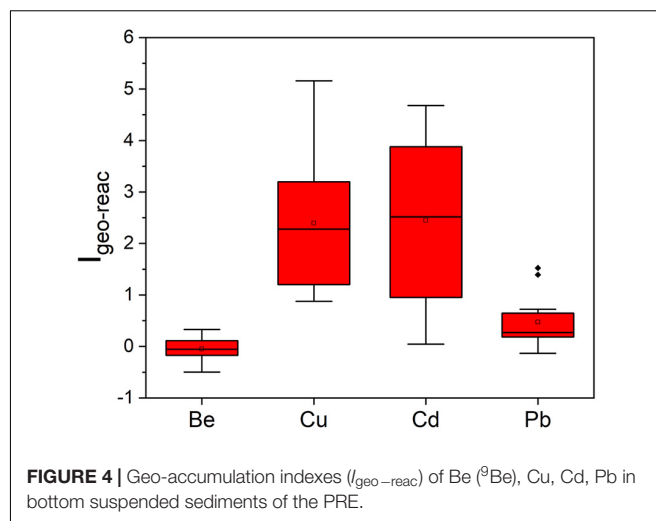 6
5
4
3
2
1
0
-1
Igeo-reac
Be Cu Cd Pb
FIGURE 4 | Geo-accumulation indexes (Igeo−reac) of Be (⁹Be), Cu, Cd, Pb in
bottom suspended sediments of the PRE.